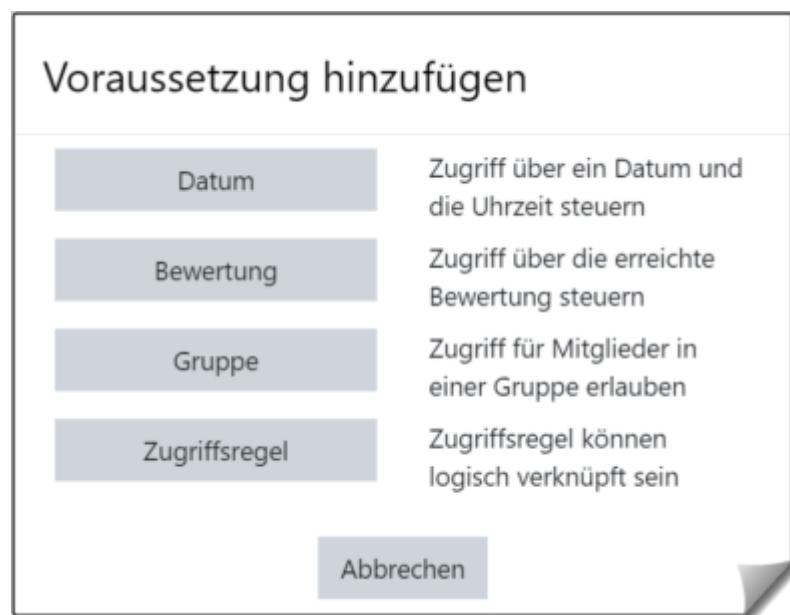 Voraussetzung hinzufügen
Datum
Zugriff über ein Datum und
die Uhrzeit steuern
Bewertung
Zugriff über die erreichte
Bewertung steuern
Gruppe
Zugriff für Mitglieder in
einer Gruppe erlauben
Zugriffsregel
Zugriffsregel können
logisch verknüpft sein
Abbrechen